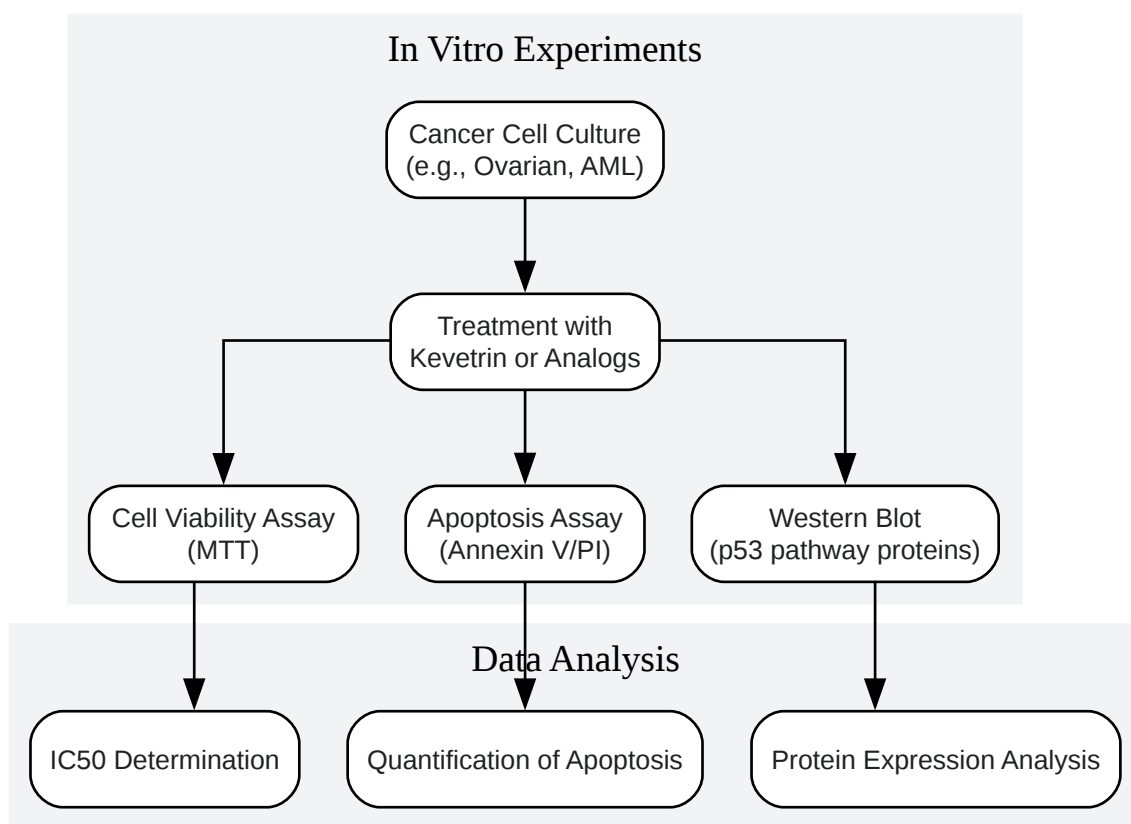 In Vitro Experiments
Cancer Cell Culture
(e.g., Ovarian, AML)
Treatment with
Kevetrin or Analogs
Cell Viability Assay
(MTT)
Apoptosis Assay
(Annexin V/PI)
Western Blot
(p53 pathway proteins)
Data Analysis
IC50 Determination
Quantification of Apoptosis
Protein Expression Analysis